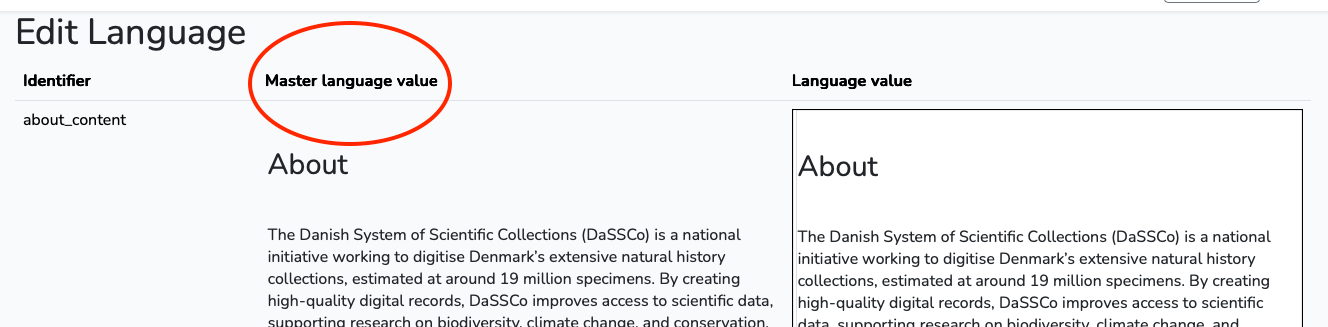 Edit Language
Identifier
Master language value
Language value
about_content
About
The Danish System of Scientific Collections (DaSSCo) is a national
initiative working to digitise Denmark's extensive natural history
collections, estimated at around 19 million specimens. By creating
high-quality digital records, DaSSCo improves access to scientific data,
supporting research on biodiversity, climate change, and conservation.
About
The Danish System of Scientific Collections (DaSSCo) is a national
initiative working to digitise Denmark's extensive natural history
collections, estimated at around 19 million specimens. By creating
high-quality digital records, DaSSCo improves access to scientific
data, supporting research on biodiversity, climate change, and